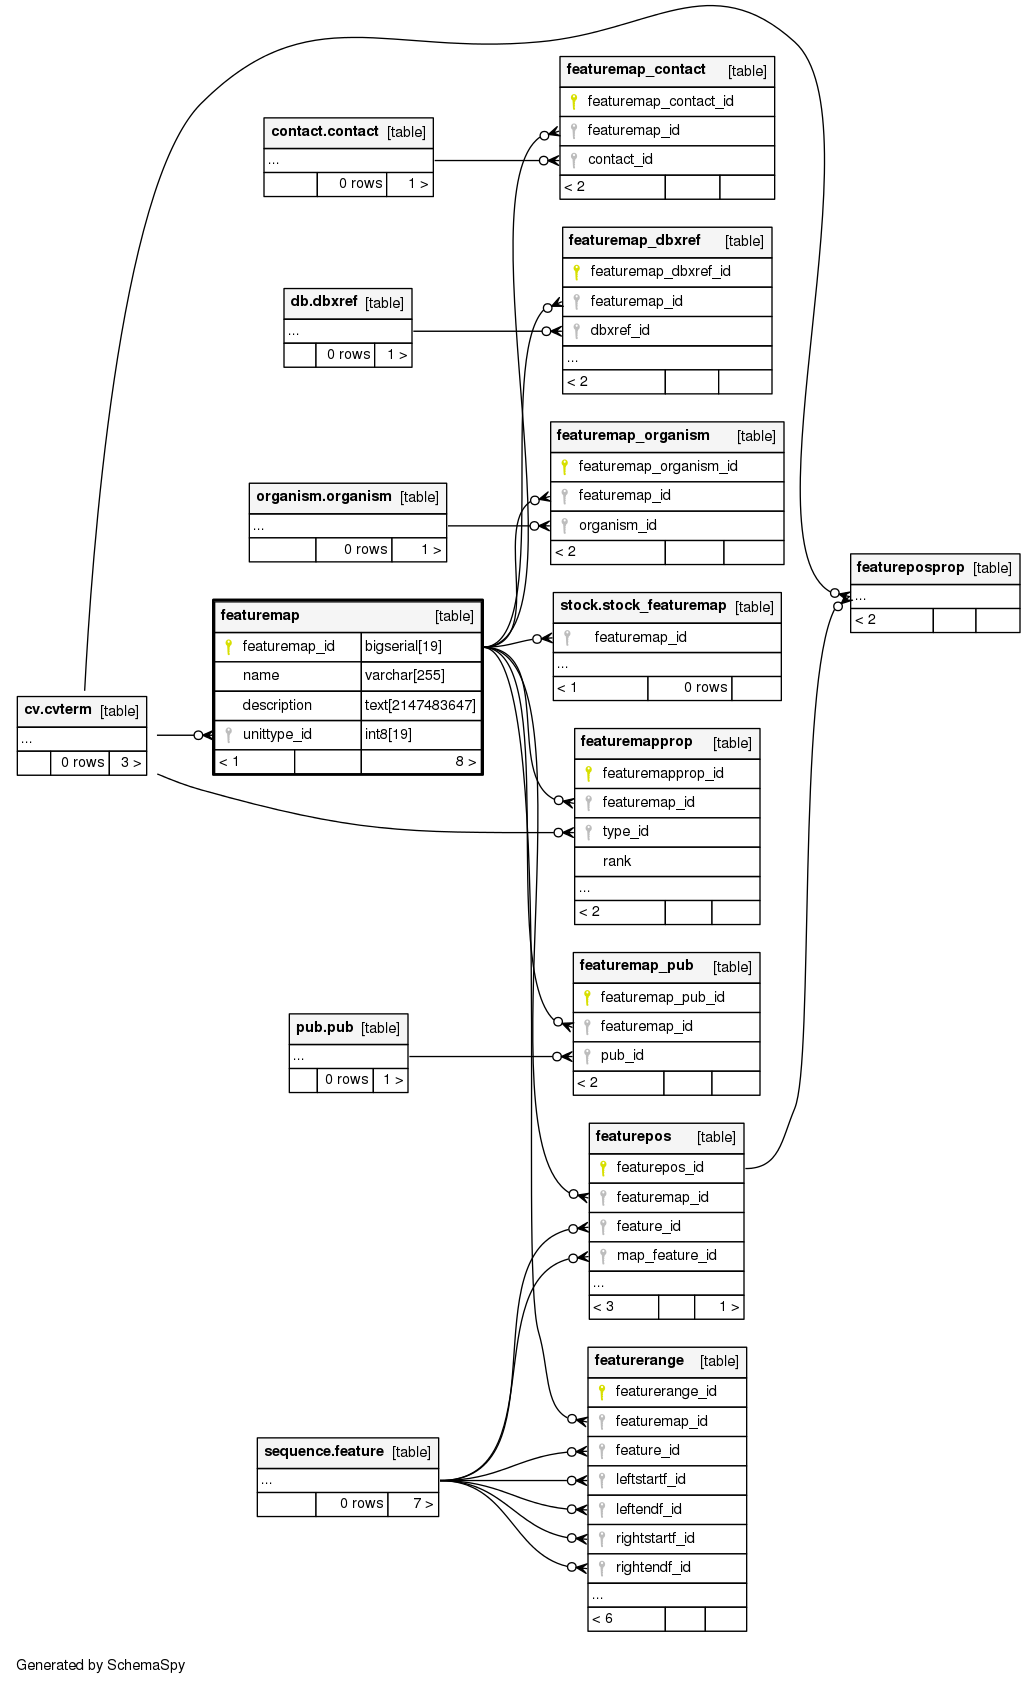 featuremap_contact [table]
featuremap_contact_id
featuremap_id
contact_id
< 2
contact.contact [table]
...
0 rows 1 >
featuremap_dbxref [table]
featuremap_dbxref_id
featuremap_id
dbxref_id
...
< 2
db.dbxref [table]
...
0 rows 1 >
featuremap_organism [table]
featuremap_organism_id
featuremap_id
organism_id
< 2
organism.organism [table]
...
0 rows 1 >
featureposprop [table]
...
< 2
stock.stock_featuremap [table]
featuremap_id
...
< 1 0 rows
featuremap [table]
featuremap_id bigserial[19]
name varchar[255]
description text[2147483647]
unittype_id int8[19]
< 1 8 >
cv.cvterm [table]
...
0 rows 3 >
featuremapprop [table]
featuremapprop_id
featuremap_id
type_id
rank
...
< 2
featuremap_pub [table]
featuremap_pub_id
featuremap_id
pub_id
< 2
pub.pub [table]
...
0 rows 1 >
featurepos [table]
featurepos_id
featuremap_id
feature_id
map_feature_id
...
< 3 1 >
featurerange [table]
featurerange_id
featuremap_id
feature_id
leftstartf_id
leftendf_id
rightstartf_id
rightendf_id
...
< 6
sequence.feature [table]
...
0 rows 7 >
Generated by SchemaSpy